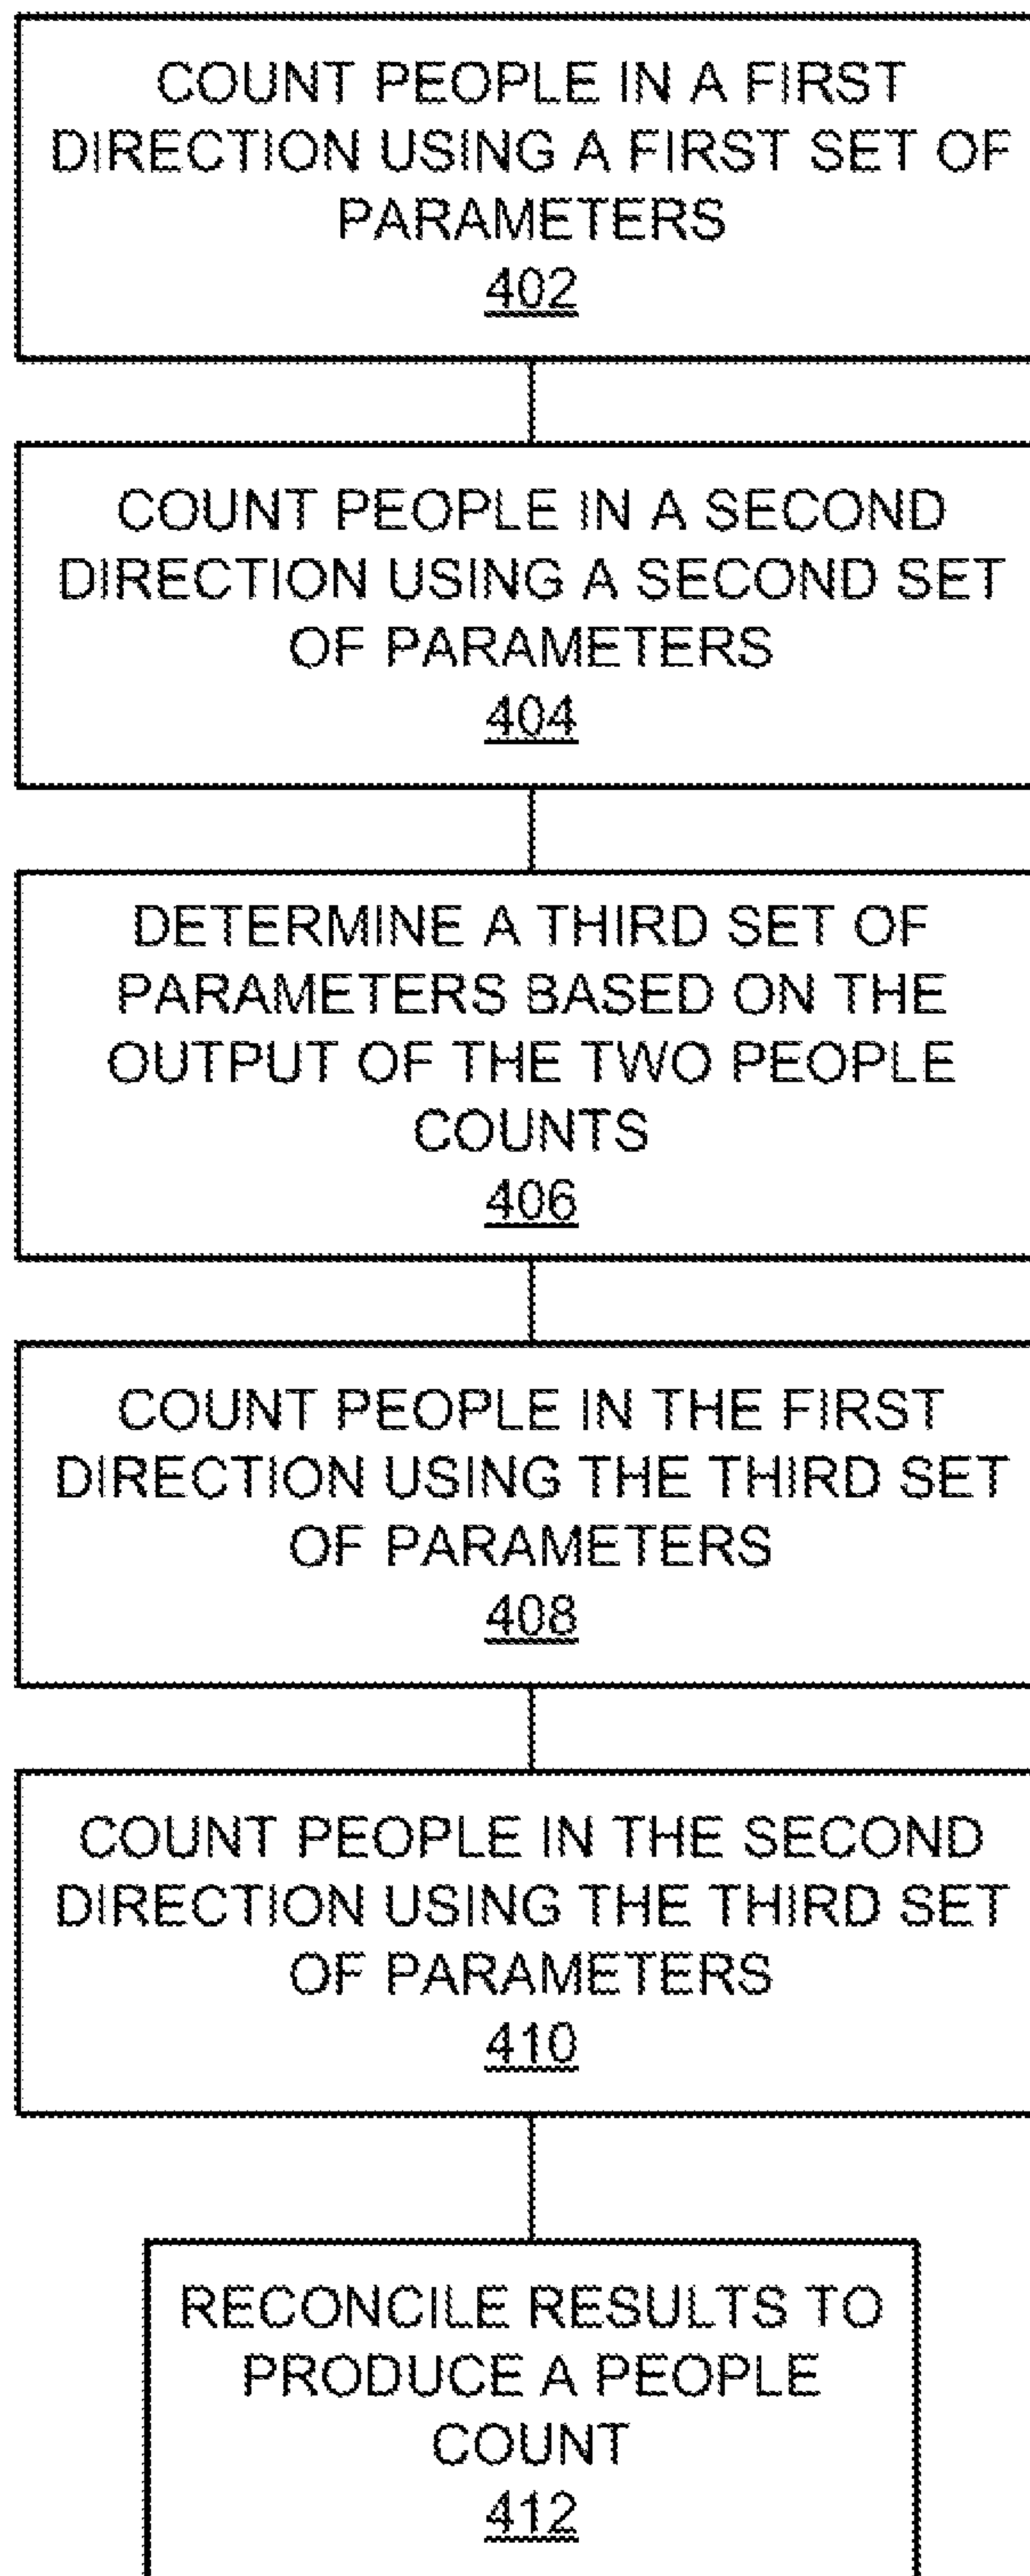 COUNT PEOPLE IN A FIRST
DIRECTION USING A FIRST SET OF
PARAMETERS
402
COUNT PEOPLE IN A SECOND
DIRECTION USING A SECOND SET
OF PARAMETERS
404
DETERMINE A THIRD SET OF
PARAMETERS BASED ON THE
OUTPUT OF THE TWO PEOPLE
COUNTS
406
COUNT PEOPLE IN THE FIRST
DIRECTION USING THE THIRD SET
OF PARAMETERS
408
COUNT PEOPLE IN THE SECOND
DIRECTION USING THE THIRD SET
OF PARAMETERS
410
RECONCILE RESULTS TO
PRODUCE A PEOPLE
COUNT
412